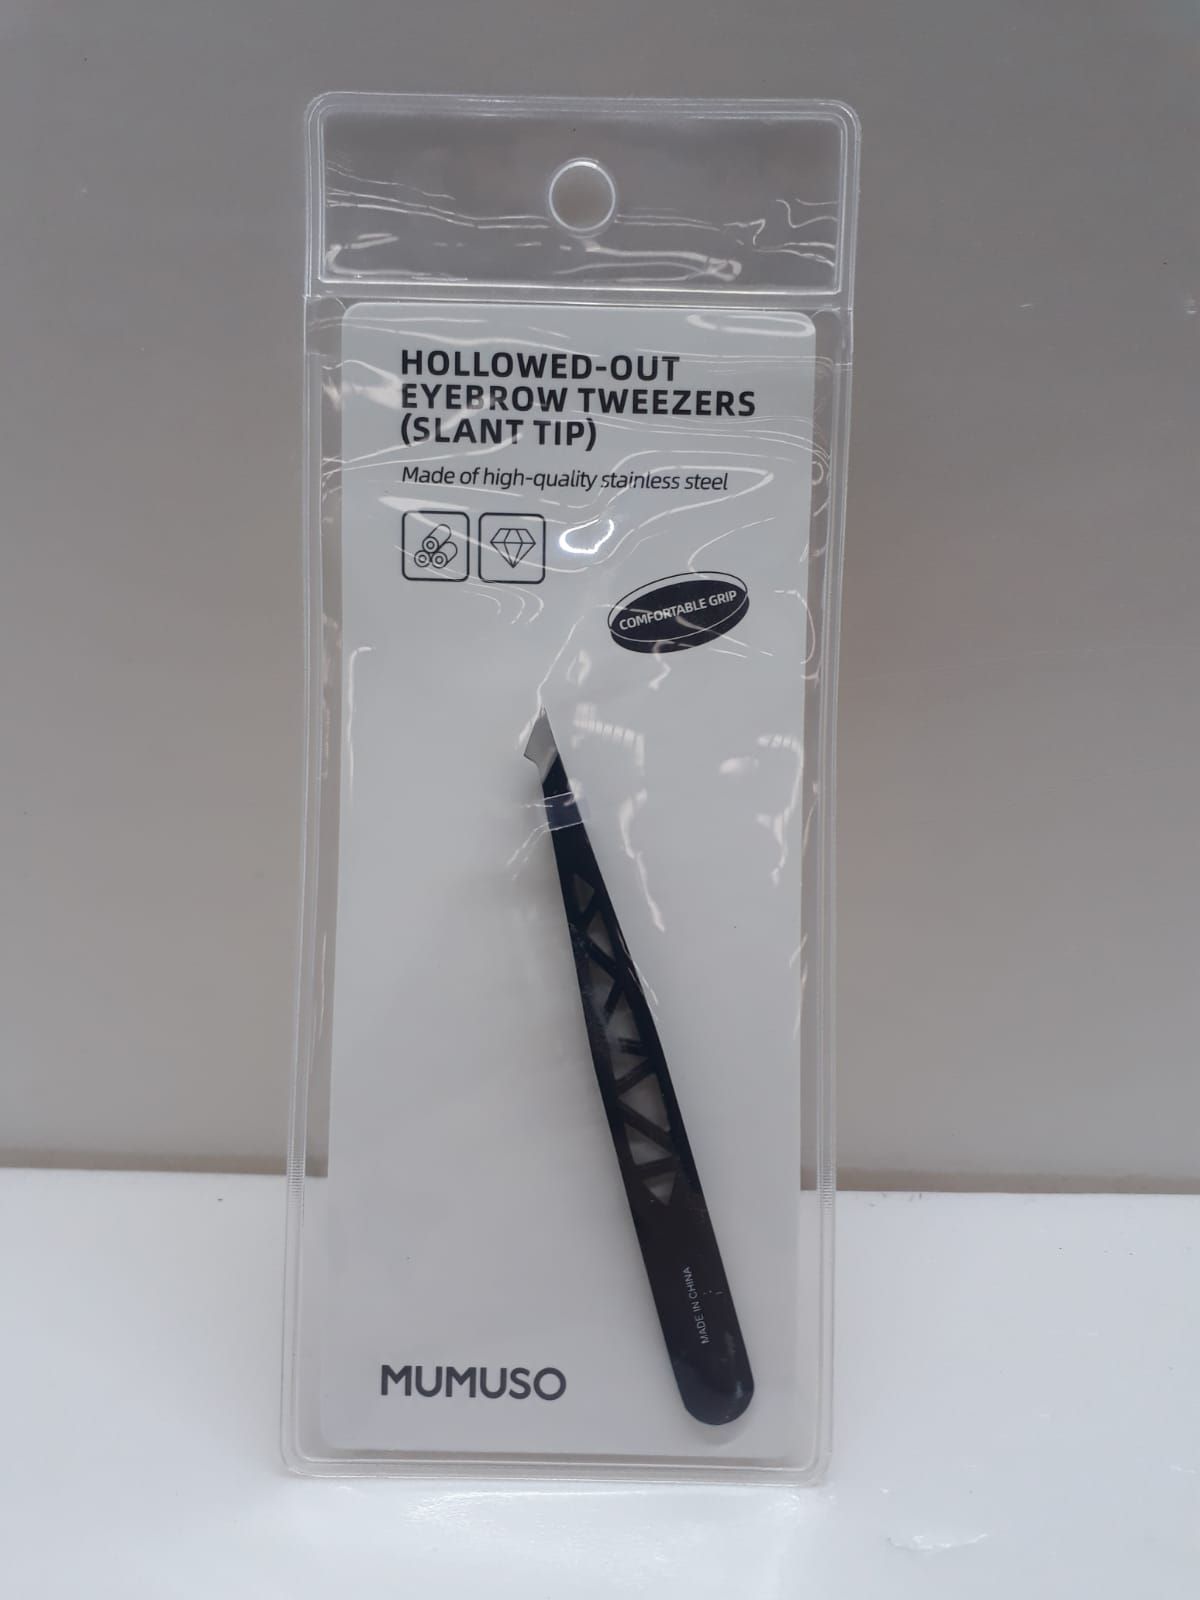 HOLLOWED-OUT
EYEBROW TWEEZERS
(SLANT TIP)
Made of high-quality stainless steel
COMFORTABLE GRIP
MADE IN CHINA
MUMUSO